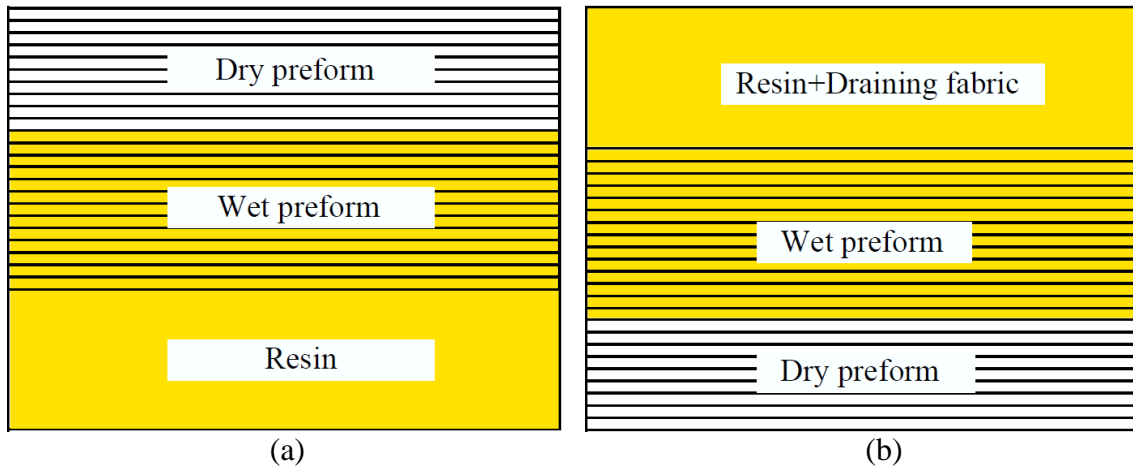 Dry preform
Wet preform
Resin
(a)
Resin+Draining fabric
Wet preform
Dry preform
(b)